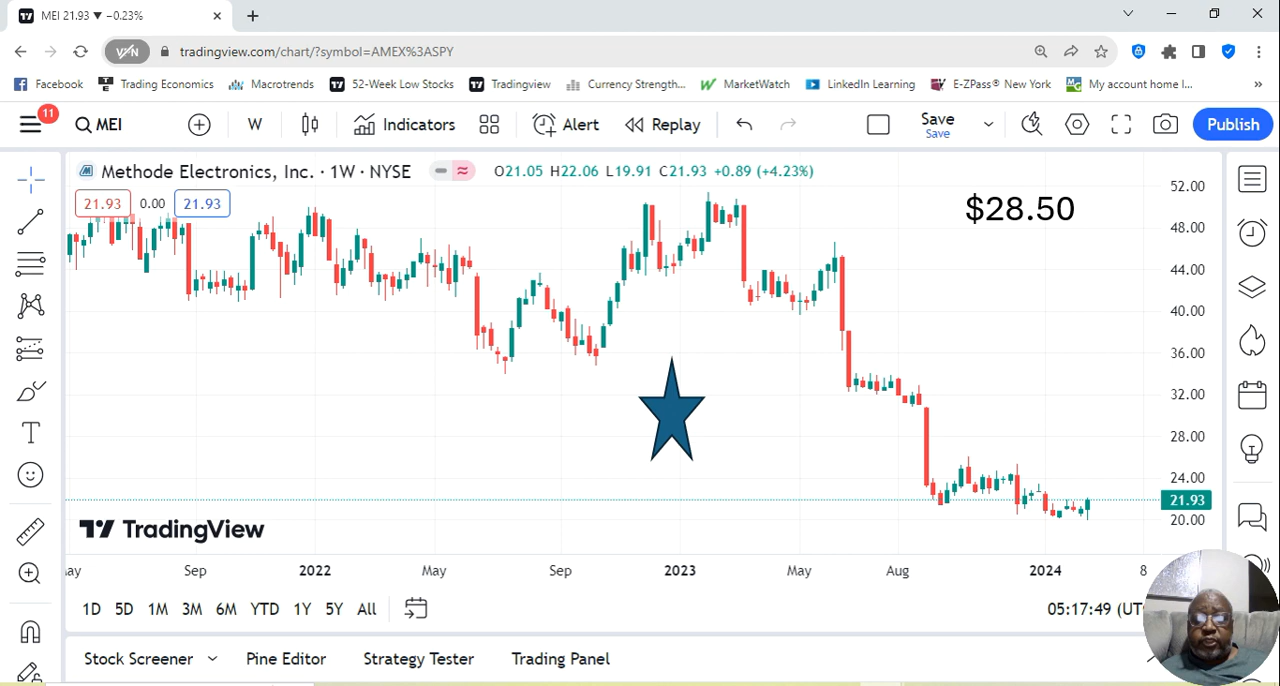 MEI 21.93 ▼ −0.23%
V/N
tradingview.com/chart/?symbol=AMEX%3ASPY
Facebook Trading Economics Macrotrends 52-Week Low Stocks Tradingview Currency Strength... MarketWatch LinkedIn Learning E-ZPass® New York My account home l... »
11
MEI W Indicators Alert Replay Save Publish
Save
Methode Electronics, Inc. · 1W · NYSE O21.05 H22.06 L19.91 C21.93 +0.89 (+4.23%)
21.93 0.00 21.93
$28.50
52.00
48.00
44.00
40.00
36.00
32.00
28.00
24.00
21.93
20.00
TradingView
ay Sep 2022 May Sep 2023 May Aug 2024 8
1D 5D 1M 3M 6M YTD 1Y 5Y All 05:17:49 (UT
Stock Screener Pine Editor Strategy Tester Trading Panel